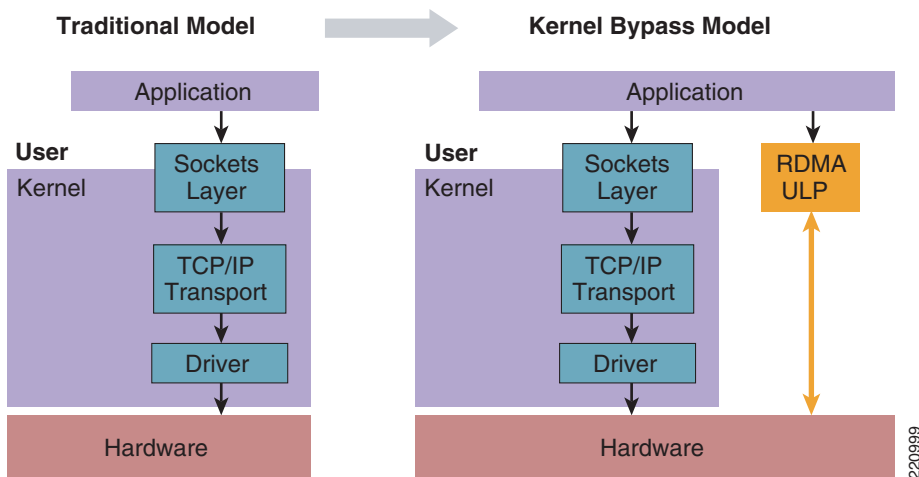 Traditional Model
Kernel Bypass Model
Application
User
Kernel
Sockets
Layer
TCP/IP
Transport
Driver
Hardware
Application
User
Kernel
Sockets
Layer
TCP/IP
Transport
Driver
RDMA
ULP
Hardware
220999